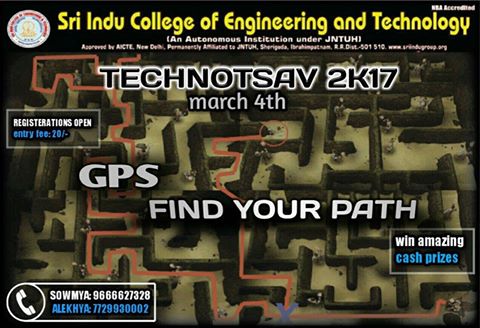 NBA Accredited
Sri Indu College of Engineering and Technology
(An Autonomous Institution under JNTUH)
Approved by AICTE, New Delhi, Permanently Affiliated to JNTUH, Sheriguda, Ibrahimpatnam, R.R.Dist.-501 510. www.sriindugroup.org
TECHNOTSAV 2K17
march 4th
REGISTERATIONS OPEN
entry fee: 20/-
GPS
FIND YOUR PATH
win amazing
cash prizes
SOWMYA: 9666627328
ALEKHYA: 7729930002